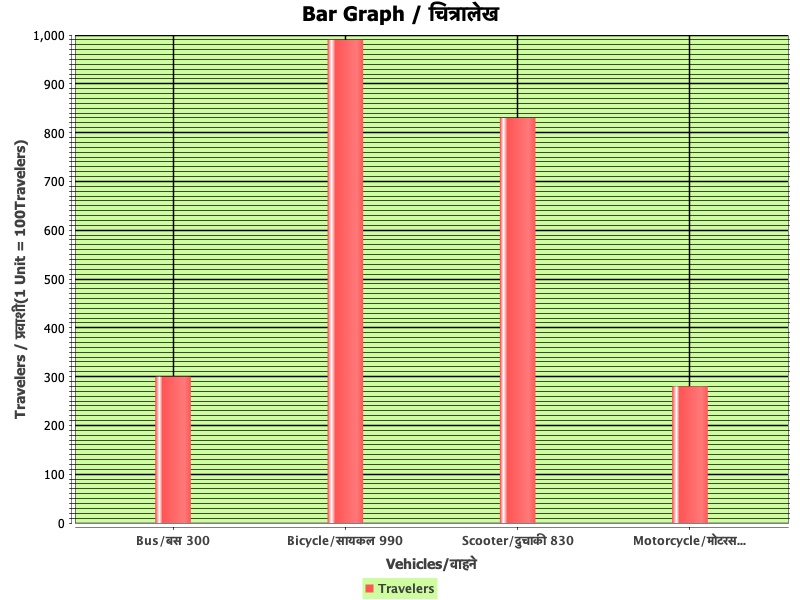 Bar Graph / चित्रालेख
Travelers / प्रवाशी(1 Unit = 100Travelers)
1,000
900
800
700
600
500
400
300
200
100
0
Bus/बस 300 Bicycle/सायकल 990 Scooter/दुचाकी 830 Motorcycle/मोटरस...
Vehicles/वाहने
Travelers